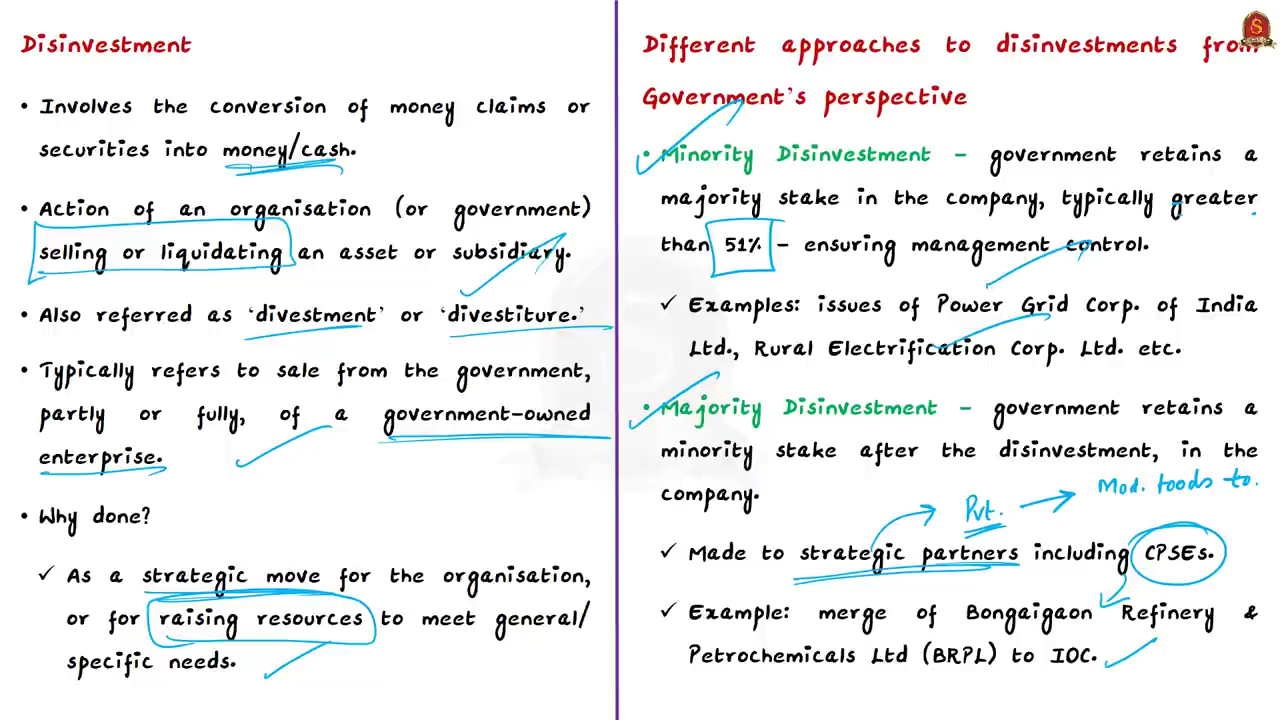 Disinvestment
• Involves the conversion of money claims or
securities into money/cash.
• Action of an organisation (or government)
selling or liquidating an asset or subsidiary.
• Also referred as ‘divestment’ or ‘divestiture.’
• Typically refers to sale from the government,
partly or fully, of a government-owned
enterprise.
• Why done?
✓ As a strategic move for the organisation,
or for raising resources to meet general/
specific needs.
Different approaches to disinvestments from
Government's perspective
• Minority Disinvestment – government retains a
majority stake in the company, typically greater
than 51% – ensuring management control.
✓ Examples: issues of Power Grid Corp. of India
Ltd., Rural Electrification Corp. Ltd. etc.
• Majority Disinvestment – government retains a
minority stake after the disinvestment, in the
company.
Pvt. → Mod. foods to.
✓ Made to strategic partners including CPSEs.
✓ Example: merge of Bongaigaon Refinery &
Petrochemicals Ltd (BRPL) to IOC.